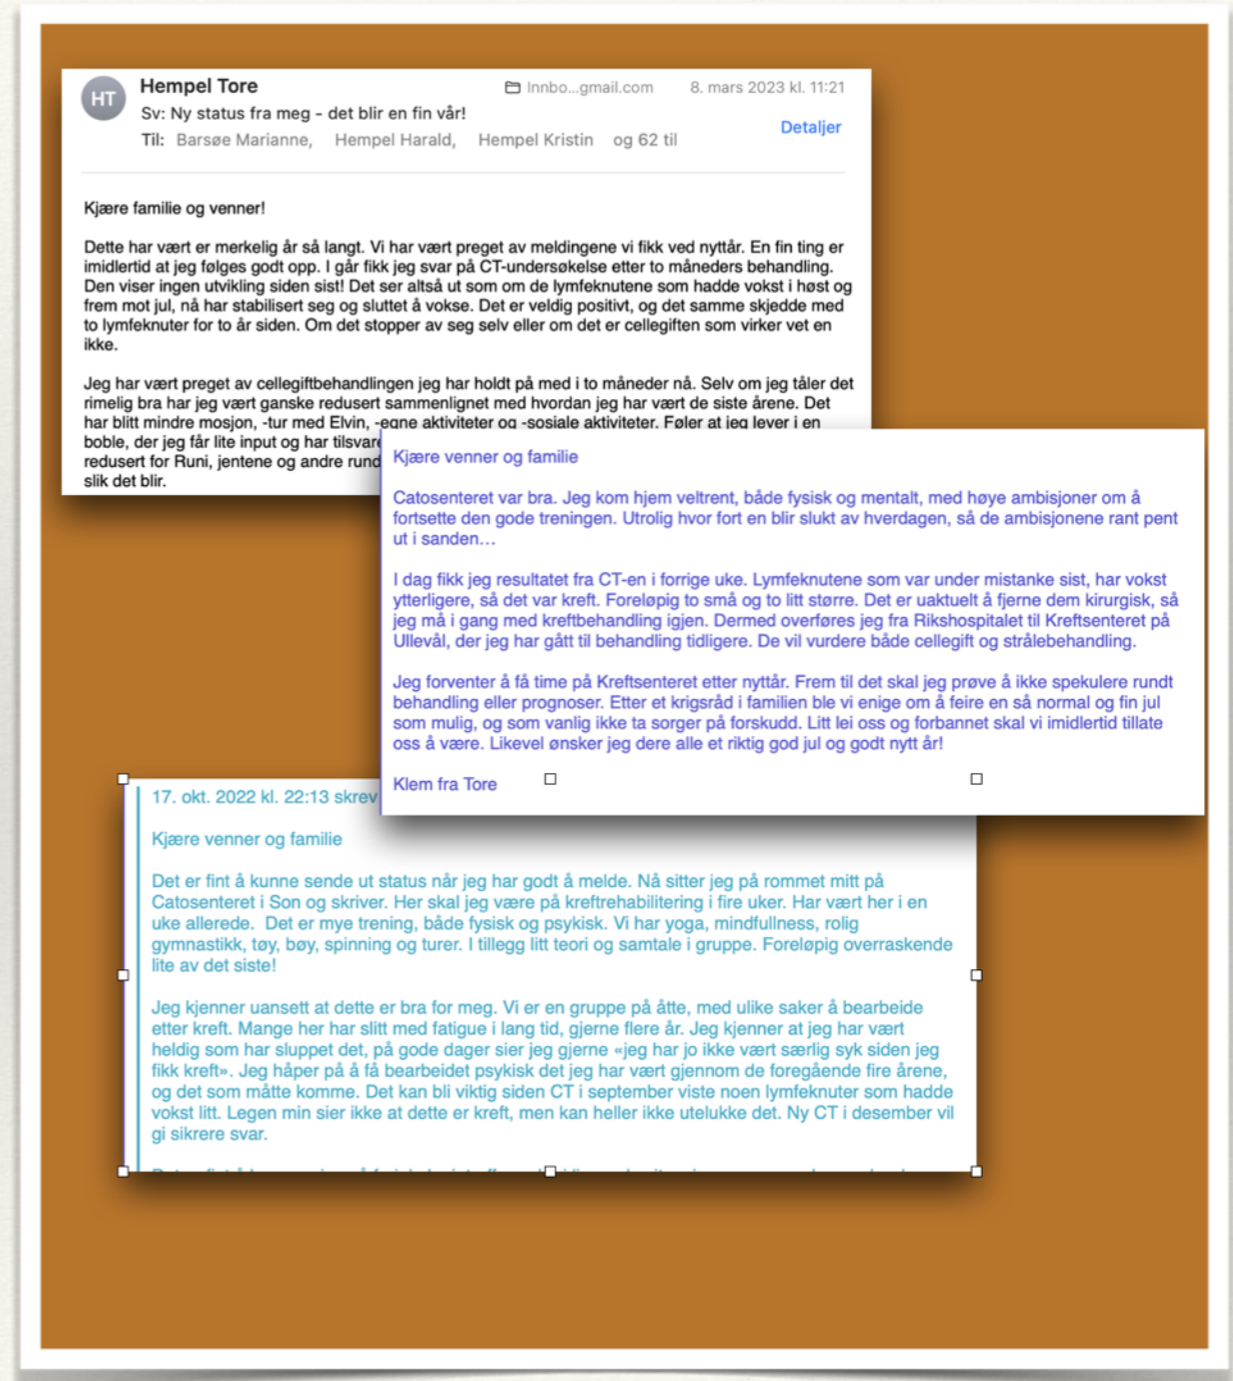 HT
Hempel Tore
Innbo...gmail.com
8. mars 2023 kl. 11:21
Sv: Ny status fra meg - det blir en fin vår!
Til: Barsøe Marianne, Hempel Harald, Hempel Kristin og 62 til
Detaljer
Kjære familie og venner!
Dette har vært er merkelig år så langt. Vi har vært preget av meldingene vi fikk ved nyttår. En fin ting er
imidlertid at jeg følges godt opp. I går fikk jeg svar på CT-undersøkelse etter to måneders behandling.
Den viser ingen utvikling siden sist! Det ser altså ut som om de lymfeknutene som hadde vokst i høst og
frem mot jul, nå har stabilisert seg og sluttet å vokse. Det er veldig positivt, og det samme skjedde med
to lymfeknuter for to år siden. Om det stopper av seg selv eller om det er cellegiften som virker vet en
ikke.
Jeg har vært preget av cellegiftbehandlingen jeg har holdt på med i to måneder nå. Selv om jeg tåler det
rimelig bra har jeg vært ganske redusert sammenlignet med hvordan jeg har vært de siste årene. Det
har blitt mindre mosjon, -tur med Elvin, -egne aktiviteter og -sosiale aktiviteter. Føler at jeg lever i en
boble, der jeg får lite input og har tilsvare
redusert for Runi, jentene og andre rund
slik det blir.
Kjære venner og familie
Catosenteret var bra. Jeg kom hjem veltrent, både fysisk og mentalt, med høye ambisjoner om å
fortsette den gode treningen. Utrolig hvor fort en blir slukt av hverdagen, så de ambisjonene rant pent
ut i sanden…
I dag fikk jeg resultatet fra CT-en i forrige uke. Lymfeknutene som var under mistanke sist, har vokst
ytterligere, så det var kreft. Foreløpig to små og to litt større. Det er uaktuelt å fjerne dem kirurgisk, så
jeg må i gang med kreftbehandling igjen. Dermed overføres jeg fra Rikshospitalet til Kreftsenteret på
Ullevål, der jeg har gått til behandling tidligere. De vil vurdere både cellegift og strålebehandling.
Jeg forventer å få time på Kreftsenteret etter nyttår. Frem til det skal jeg prøve å ikke spekulere rundt
behandling eller prognoser. Etter et krigsråd i familien ble vi enige om å feire en så normal og fin jul
som mulig, og som vanlig ikke ta sorger på forskudd. Litt lei oss og forbannet skal vi imidlertid tillate
oss å være. Likevel ønsker jeg dere alle et riktig god jul og godt nytt år!
Klem fra Tore
17. okt. 2022 kl. 22:13 skrev
Kjære venner og familie
Det er fint å kunne sende ut status når jeg har godt å melde. Nå sitter jeg på rommet mitt på
Catosenteret i Son og skriver. Her skal jeg være på kreftrehabilitering i fire uker. Har vært her i en
uke allerede.  Det er mye trening, både fysisk og psykisk. Vi har yoga, mindfullness, rolig
gymnastikk, tøy, bøy, spinning og turer. I tillegg litt teori og samtale i gruppe. Foreløpig overraskende
lite av det siste!
Jeg kjenner uansett at dette er bra for meg. Vi er en gruppe på åtte, med ulike saker å bearbeide
etter kreft. Mange her har slitt med fatigue i lang tid, gjerne flere år. Jeg kjenner at jeg har vært
heldig som har sluppet det, på gode dager sier jeg gjerne «jeg har jo ikke vært særlig syk siden jeg
fikk kreft». Jeg håper på å få bearbeidet psykisk det jeg har vært gjennom de foregående fire årene,
og det som måtte komme. Det kan bli viktig siden CT i september viste noen lymfeknuter som hadde
vokst litt. Legen min sier ikke at dette er kreft, men kan heller ikke utelukke det. Ny CT i desember vil
gi sikrere svar.